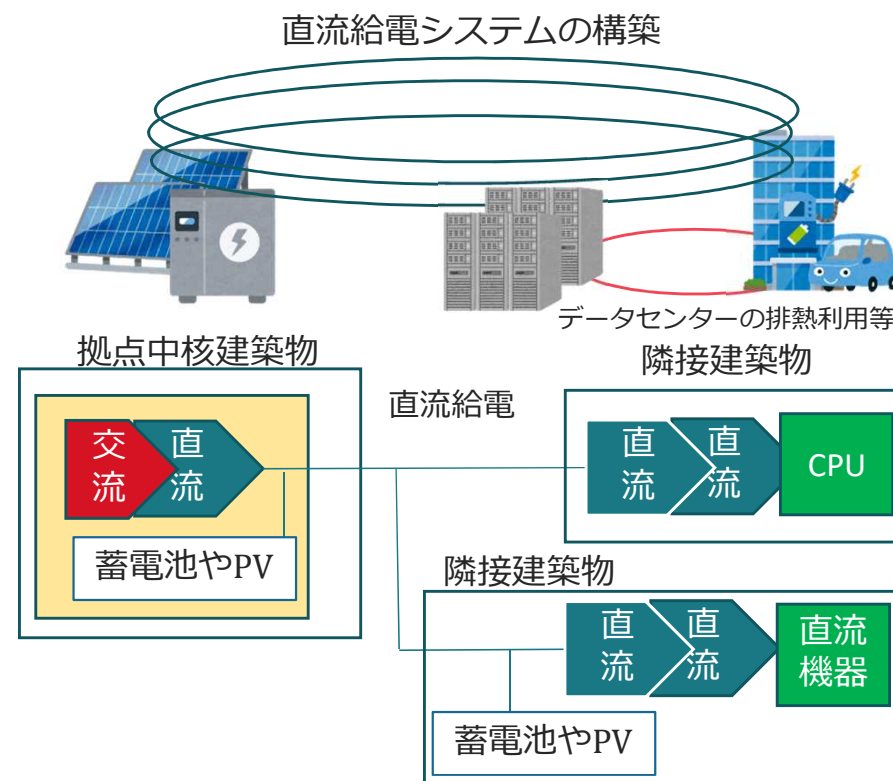 直流給電システムの構築
データセンターの排熱利用等
拠点中核建築物
隣接建築物
直流給電
交
流
直
流
直
流
直
流
CPU
蓄電池やPV
隣接建築物
直
流
直
流
直流
機器
蓄電池やPV